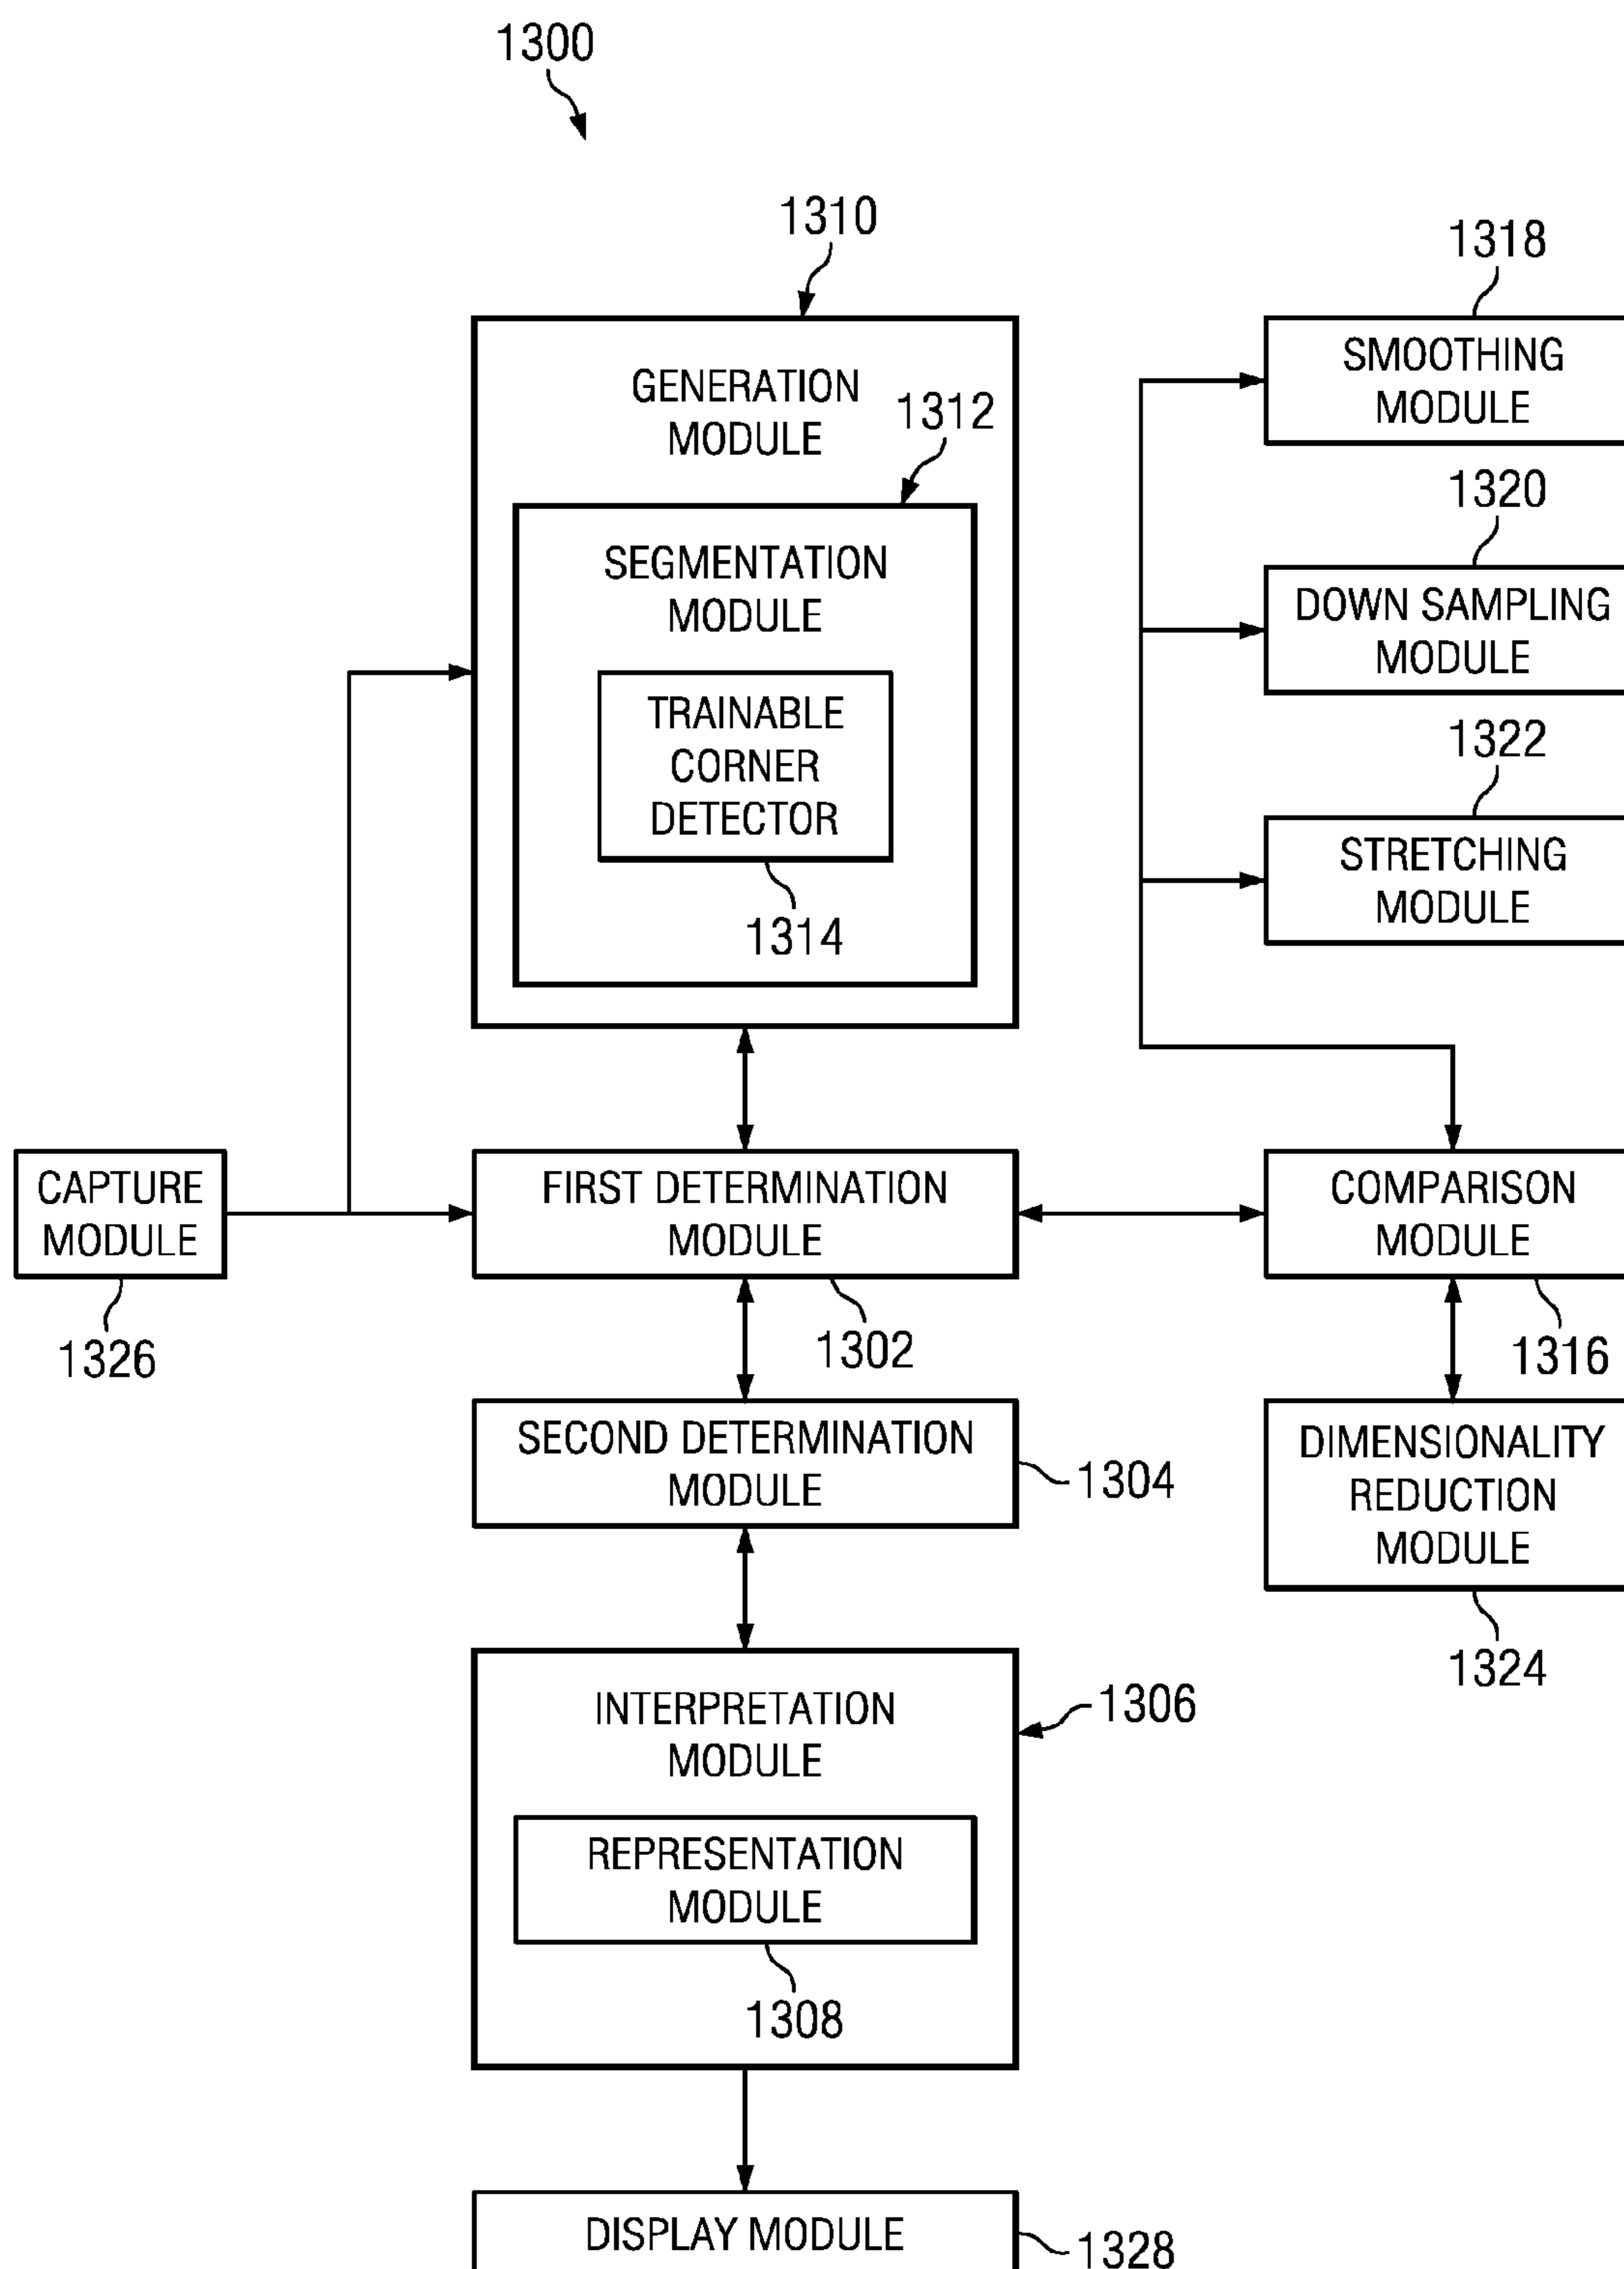 1300
1310
GENERATION
MODULE
1312
SEGMENTATION
MODULE
TRAINABLE
CORNER
DETECTOR
1314
1318
SMOOTHING
MODULE
1320
DOWN SAMPLING
MODULE
1322
STRETCHING
MODULE
CAPTURE
MODULE
1326
FIRST DETERMINATION
MODULE
1302
COMPARISON
MODULE
1316
SECOND DETERMINATION
MODULE
1304
DIMENSIONALITY
REDUCTION
MODULE
1324
INTERPRETATION
MODULE
1306
REPRESENTATION
MODULE
1308
DISPLAY MODULE
1328